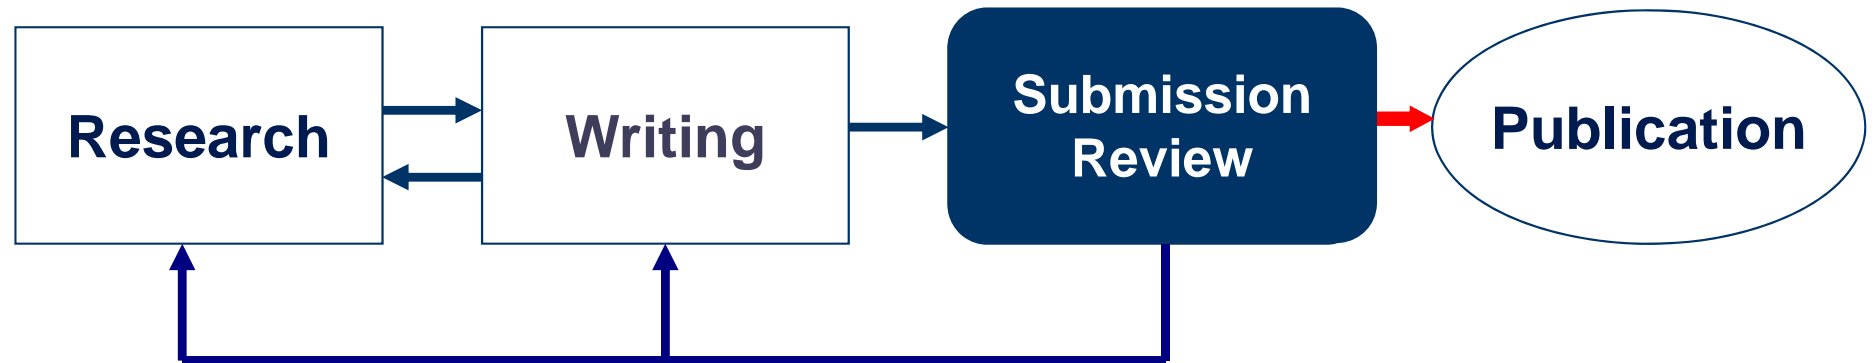 Research
Writing
Submission
Review
Publication